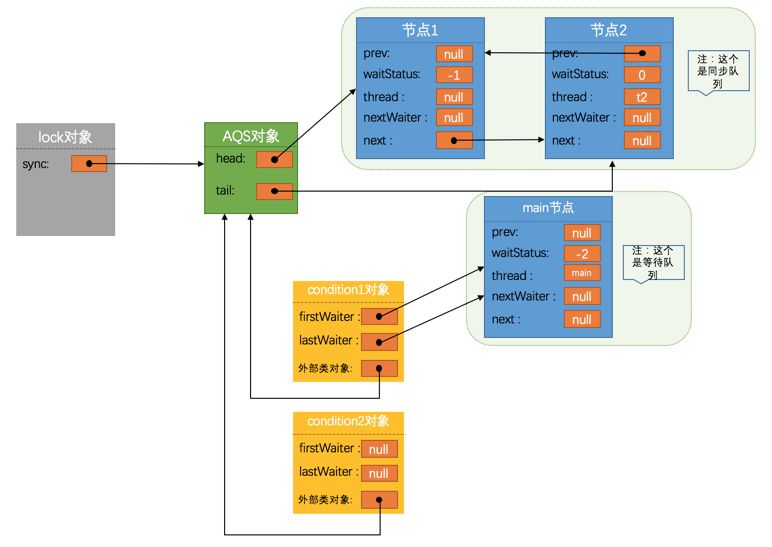 节点1
prev: null
waitStatus: -1
thread : null
nextWaiter : null
next :
节点2
prev:
waitStatus: 0
thread : t2
nextWaiter : null
next : null
注：这个
是同步队
列
lock对象
sync:
AQS对象
head:
tail:
main节点
prev: null
waitStatus: -2
thread : main
nextWaiter : null
next : null
注：这个
是等待队
列
condition1对象
firstWaiter :
lastWaiter :
外部类对象:
condition2对象
firstWaiter : null
lastWaiter : null
外部类对象: